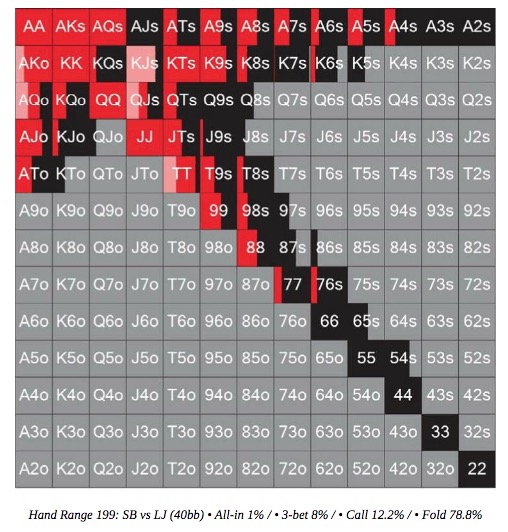 AA AKs AQs AJs ATs A9s A8s A7s A6s A5s A4s A3s A2s
AKo KK KQs KJs KTs K9s K8s K7s K6s K5s K4s K3s K2s
AQo KQo QQ QJs QTs Q9s Q8s Q7s Q6s Q5s Q4s Q3s Q2s
AJo KJo QJo JJ JTs J9s J8s J7s J6s J5s J4s J3s J2s
ATo KTo QTo JTo TT T9s T8s T7s T6s T5s T4s T3s T2s
A9o K9o Q9o J9o T9o 99 98s 97s 96s 95s 94s 93s 92s
A8o K8o Q8o J8o T8o 98o 88 87s 86s 85s 84s 83s 82s
A7o K7o Q7o J7o T7o 97o 87o 77 76s 75s 74s 73s 72s
A6o K6o Q6o J6o T6o 96o 86o 76o 66 65s 64s 63s 62s
A5o K5o Q5o J5o T5o 95o 85o 75o 65o 55 54s 53s 52s
A4o K4o Q4o J4o T4o 94o 84o 74o 64o 54o 44 43s 42s
A3o K3o Q3o J3o T3o 93o 83o 73o 63o 53o 43o 33 32s
A2o K2o Q2o J2o T2o 92o 82o 72o 62o 52o 42o 32o 22
Hand Range 199: SB vs LJ (40bb) • All-in 1% / • 3-bet 8% / • Call 12.2% / • Fold 78.8%